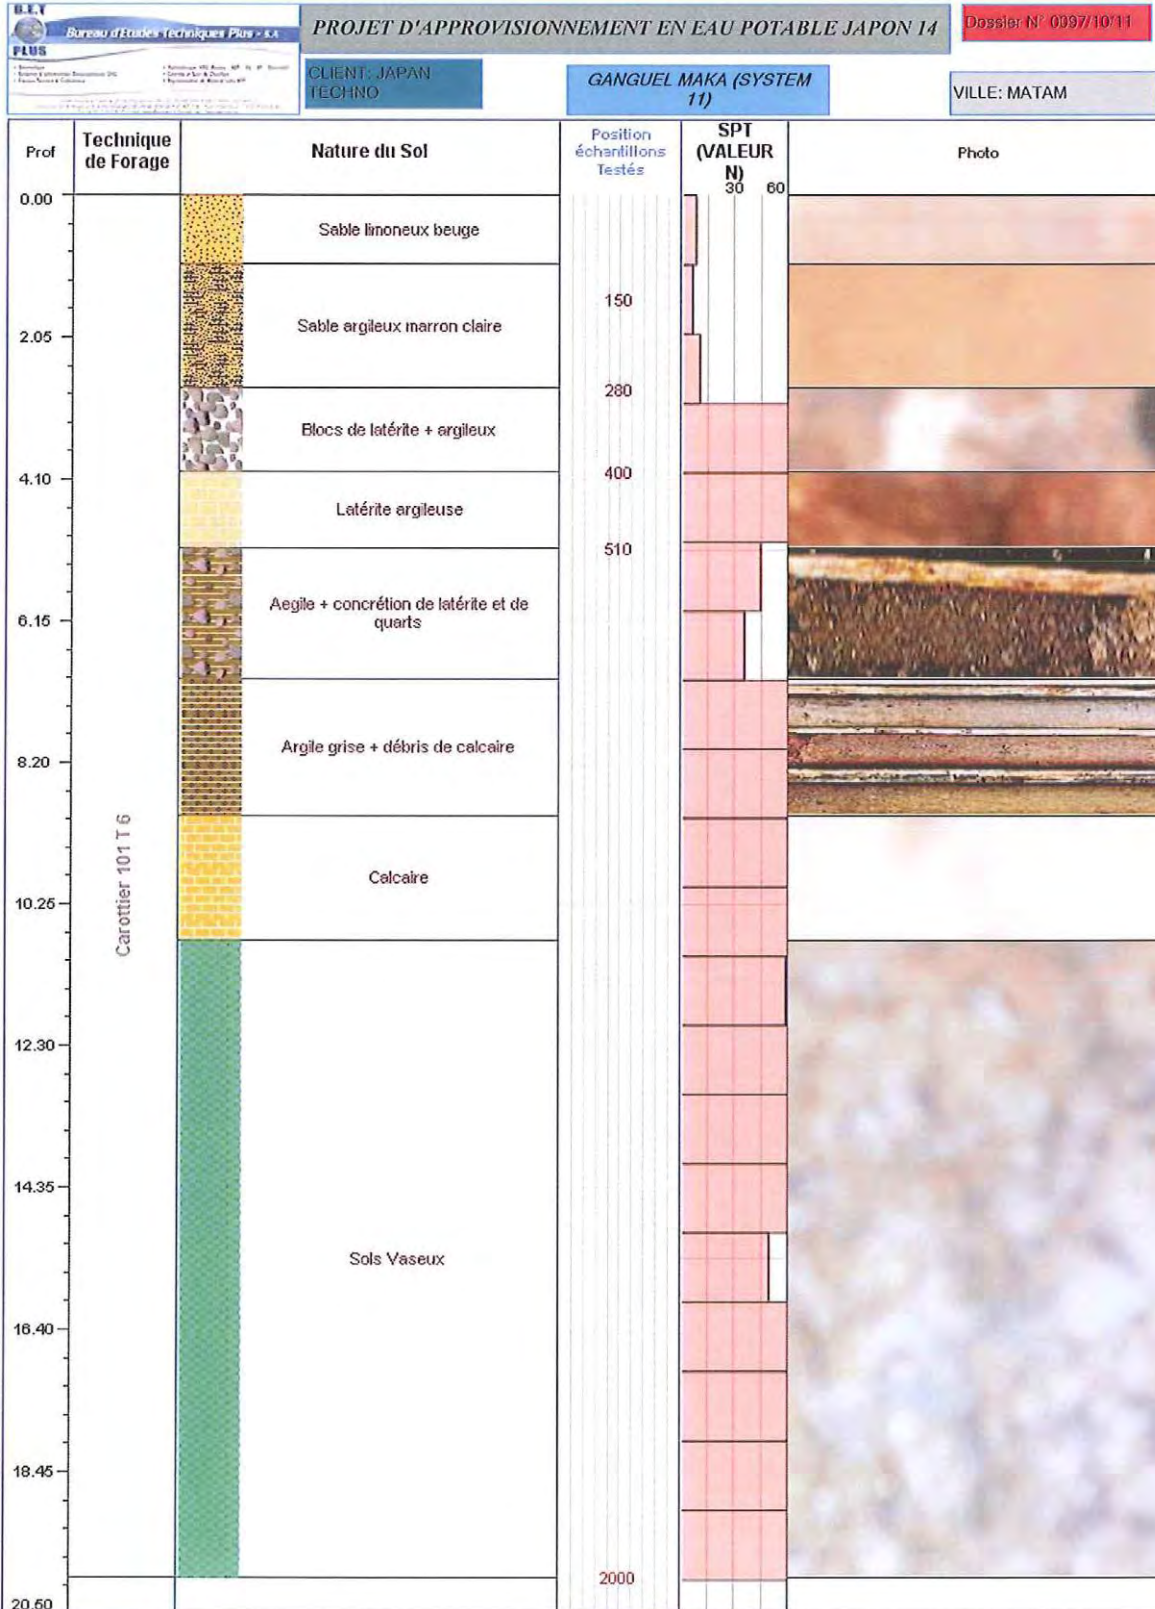 B.E.T
PLUS
Bureau d'Etudes Techniques Plus - S.A
PROJET D'APPROVISIONNEMENT EN EAU POTABLE JAPON 14
Dossier N° 0097/10/11
CLIENT: JAPAN
TECHNO
GANGUEL MAKA (SYSTEM
11)
VILLE: MATAM
Prof
Technique
de Forage
Nature du Sol
Position
échantillons
Testés
SPT
(VALEUR
N)
30 60
Photo
0.00
Sable limoneux beuge
150
Sable argileux marron claire
2.05
280
Blocs de latérite + argileux
400
4.10
Latérite argileuse
510
Aegile + concrétion de latérite et de
quarts
6.15
Argile grise + débris de calcaire
8.20
Carottier 101 T 6
Calcaire
10.25
12.30
14.35
Sols Vaseux
16.40
18.45
2000
20.50